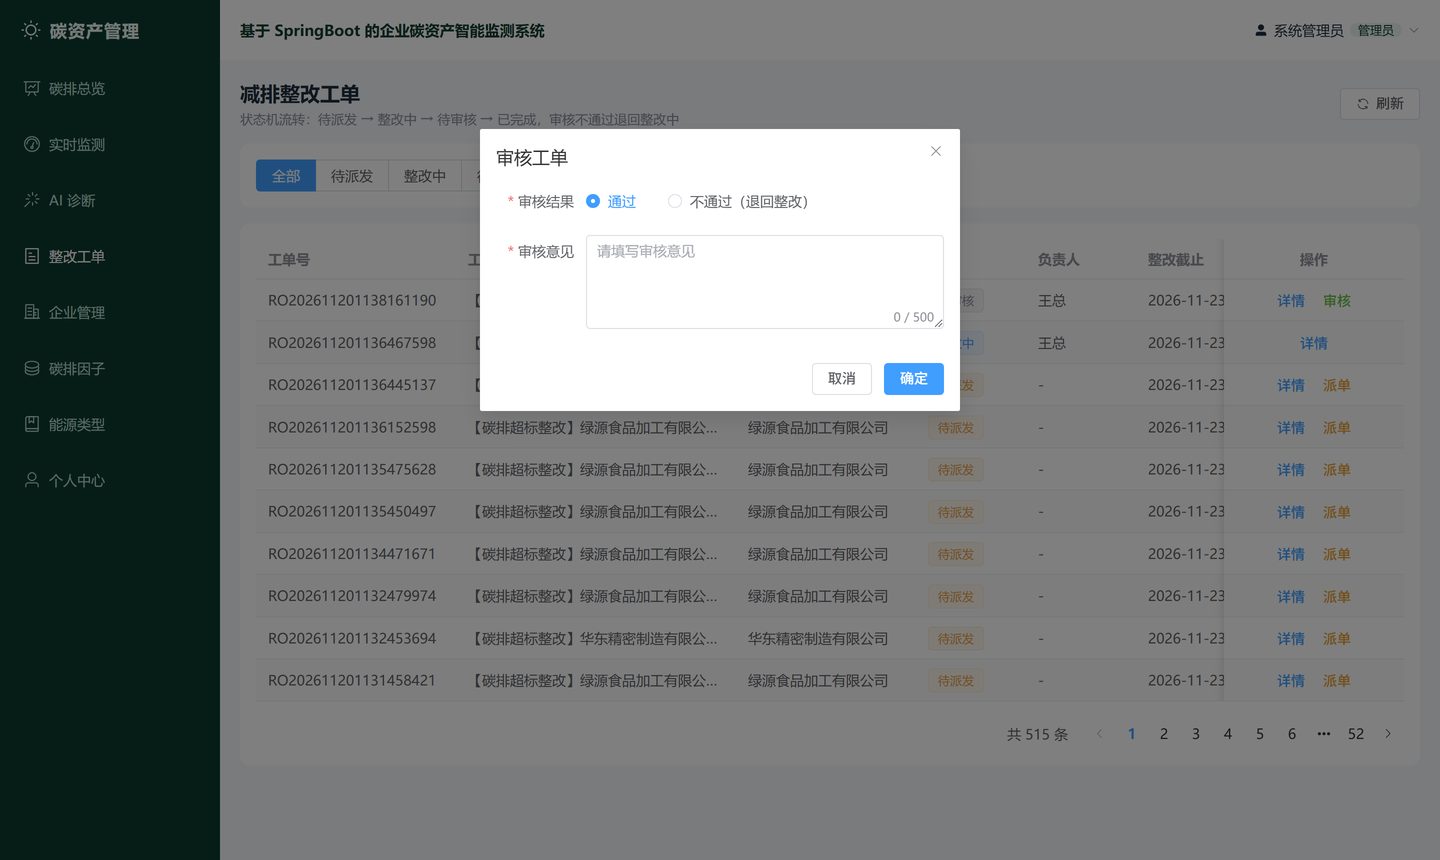 碳资产管理
碳排总览
实时监测
AI 诊断
整改工单
企业管理
碳排因子
能源类型
个人中心
基于 SpringBoot 的企业碳资产智能监测系统
系统管理员 管理员
减排整改工单
状态机流转：待派发 → 整改中 → 待审核 → 已完成，审核不通过退回整改中
刷新
全部 待派发 整改中
审核工单
* 审核结果 通过 不通过（退回整改）
* 审核意见 请填写审核意见
0 / 500
取消 确定
工单号 负责人 整改截止 操作
RO202611201138161190 【 核 王总 2026-11-23 详情 审核
RO202611201136467598 【 中 王总 2026-11-23 详情
RO202611201136445137 【 发 - 2026-11-23 详情 派单
RO202611201136152598 【碳排超标整改】绿源食品加工有限公... 绿源食品加工有限公司 待派发 - 2026-11-23 详情 派单
RO202611201135475628 【碳排超标整改】绿源食品加工有限公... 绿源食品加工有限公司 待派发 - 2026-11-23 详情 派单
RO202611201135450497 【碳排超标整改】绿源食品加工有限公... 绿源食品加工有限公司 待派发 - 2026-11-23 详情 派单
RO202611201134471671 【碳排超标整改】绿源食品加工有限公... 绿源食品加工有限公司 待派发 - 2026-11-23 详情 派单
RO202611201132479974 【碳排超标整改】绿源食品加工有限公... 绿源食品加工有限公司 待派发 - 2026-11-23 详情 派单
RO202611201132453694 【碳排超标整改】华东精密制造有限公... 华东精密制造有限公司 待派发 - 2026-11-23 详情 派单
RO202611201131458421 【碳排超标整改】绿源食品加工有限公... 绿源食品加工有限公司 待派发 - 2026-11-23 详情 派单
共 515 条 1 2 3 4 5 6 ••• 52